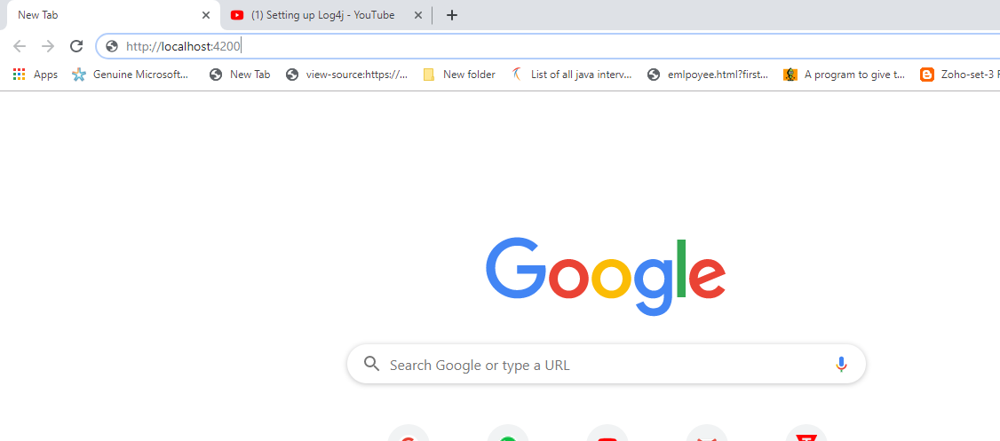 New Tab
(1) Setting up Log4j - YouTube
http://localhost:4200
Apps
Genuine Microsoft...
New Tab
view-source:https://...
New folder
List of all java interv...
emlpoyee.html?first...
A program to give t...
Zoho-set-3 F
Google
Search Google or type a URL